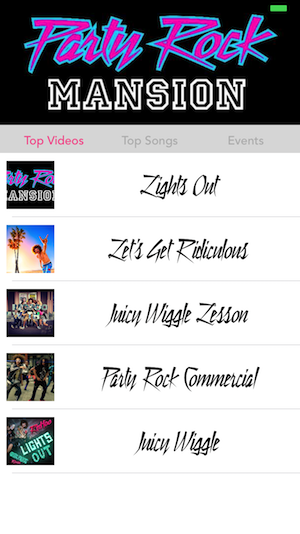 Party Rock
MANSION
Top Videos Top Songs Events
Party Rock
MANSION
Lights Out
Let's Get Ridiculous
Juicy Wiggle Lesson
Party Rock Commercial
LIGHTS
OUT
Juicy Wiggle